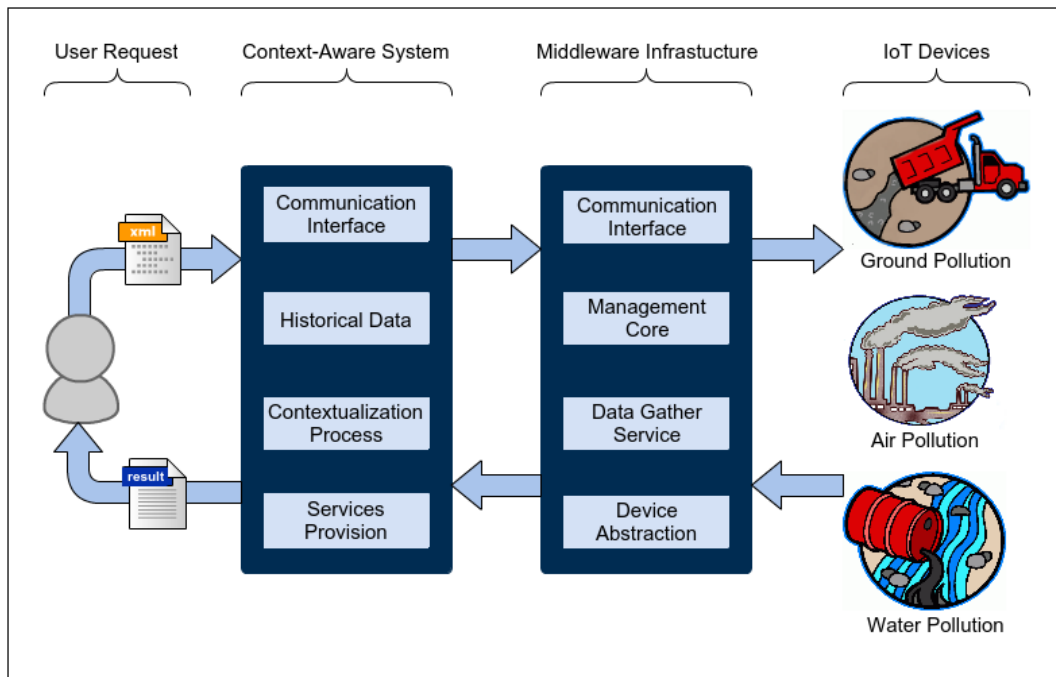 User Request
Context-Aware System
Middleware Infrastucture
IoT Devices
xml
result
Communication
Interface
Historical Data
Contextualization
Process
Services
Provision
Communication
Interface
Management
Core
Data Gather
Service
Device
Abstraction
Ground Pollution
Air Pollution
Water Pollution